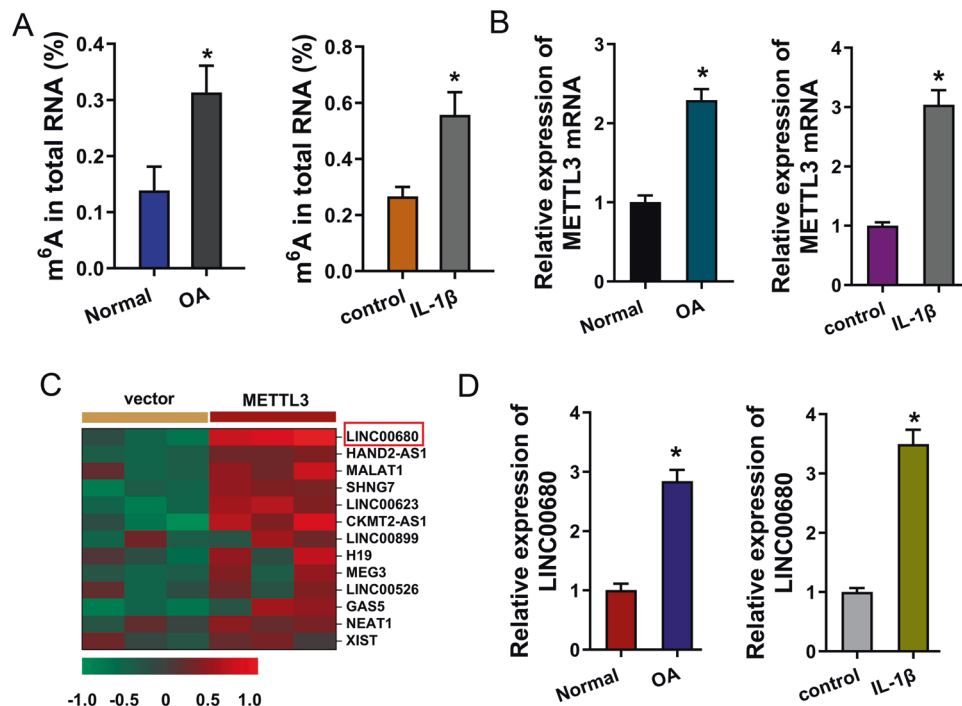 A
m⁶A in total RNA (%)
0.4
0.3
0.2
0.1
0.0
*
Normal
OA
m⁶A in total RNA (%)
0.8
0.6
0.4
0.2
0.0
*
control
IL-1β
B
Relative expression of
METTL3 mRNA
3
2
1
0
*
Normal
OA
Relative expression of
METTL3 mRNA
4
3
2
1
0
*
control
IL-1β
C
vector
METTL3
LINC00680
HAND2-AS1
MALAT1
SHNG7
LINC00623
CKMT2-AS1
LINC00899
H19
MEG3
LINC00526
GAS5
NEAT1
XIST
-1.0 -0.5 0 0.5 1.0
D
Relative expression of
LINC00680
4
3
2
1
0
*
Normal
OA
Relative expression of
LINC00680
4
3
2
1
0
*
control
IL-1β